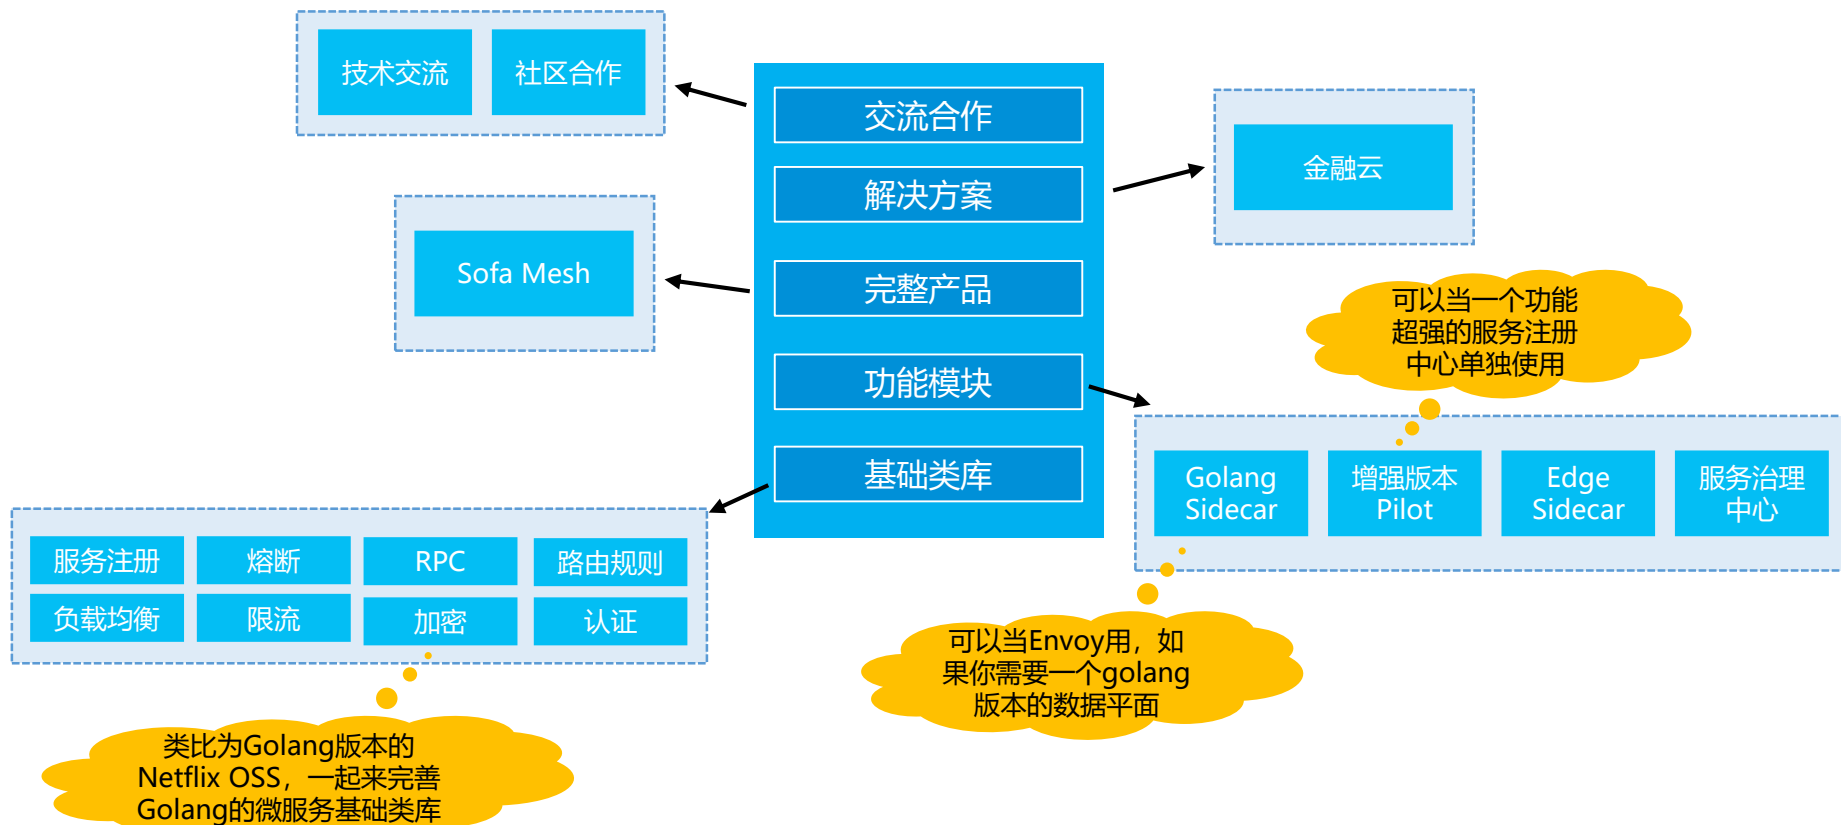 技术交流
社区合作
交流合作
解决方案
完整产品
功能模块
基础类库
金融云
Sofa Mesh
可以当一个功能
超强的服务注册
中心单独使用
Golang
Sidecar
增强版本
Pilot
Edge
Sidecar
服务治理
中心
服务注册
熔断
RPC
路由规则
负载均衡
限流
加密
认证
可以当Envoy用，如
果你需要一个golang
版本的数据平面
类比为Golang版本的
Netflix OSS，一起来完善
Golang的微服务基础类库